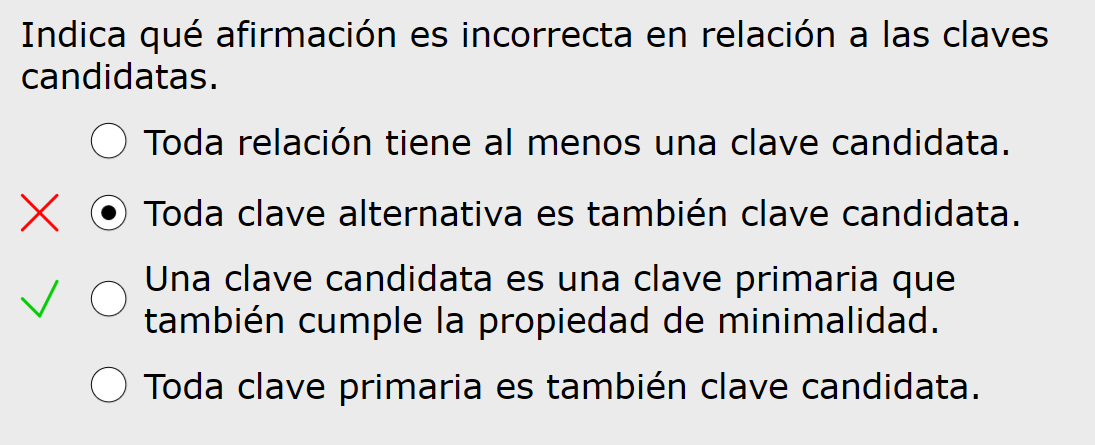 Indica qué afirmación es incorrecta en relación a las claves
candidatas.
Toda relación tiene al menos una clave candidata.
Toda clave alternativa es también clave candidata.
Una clave candidata es una clave primaria que
también cumple la propiedad de minimalidad.
Toda clave primaria es también clave candidata.